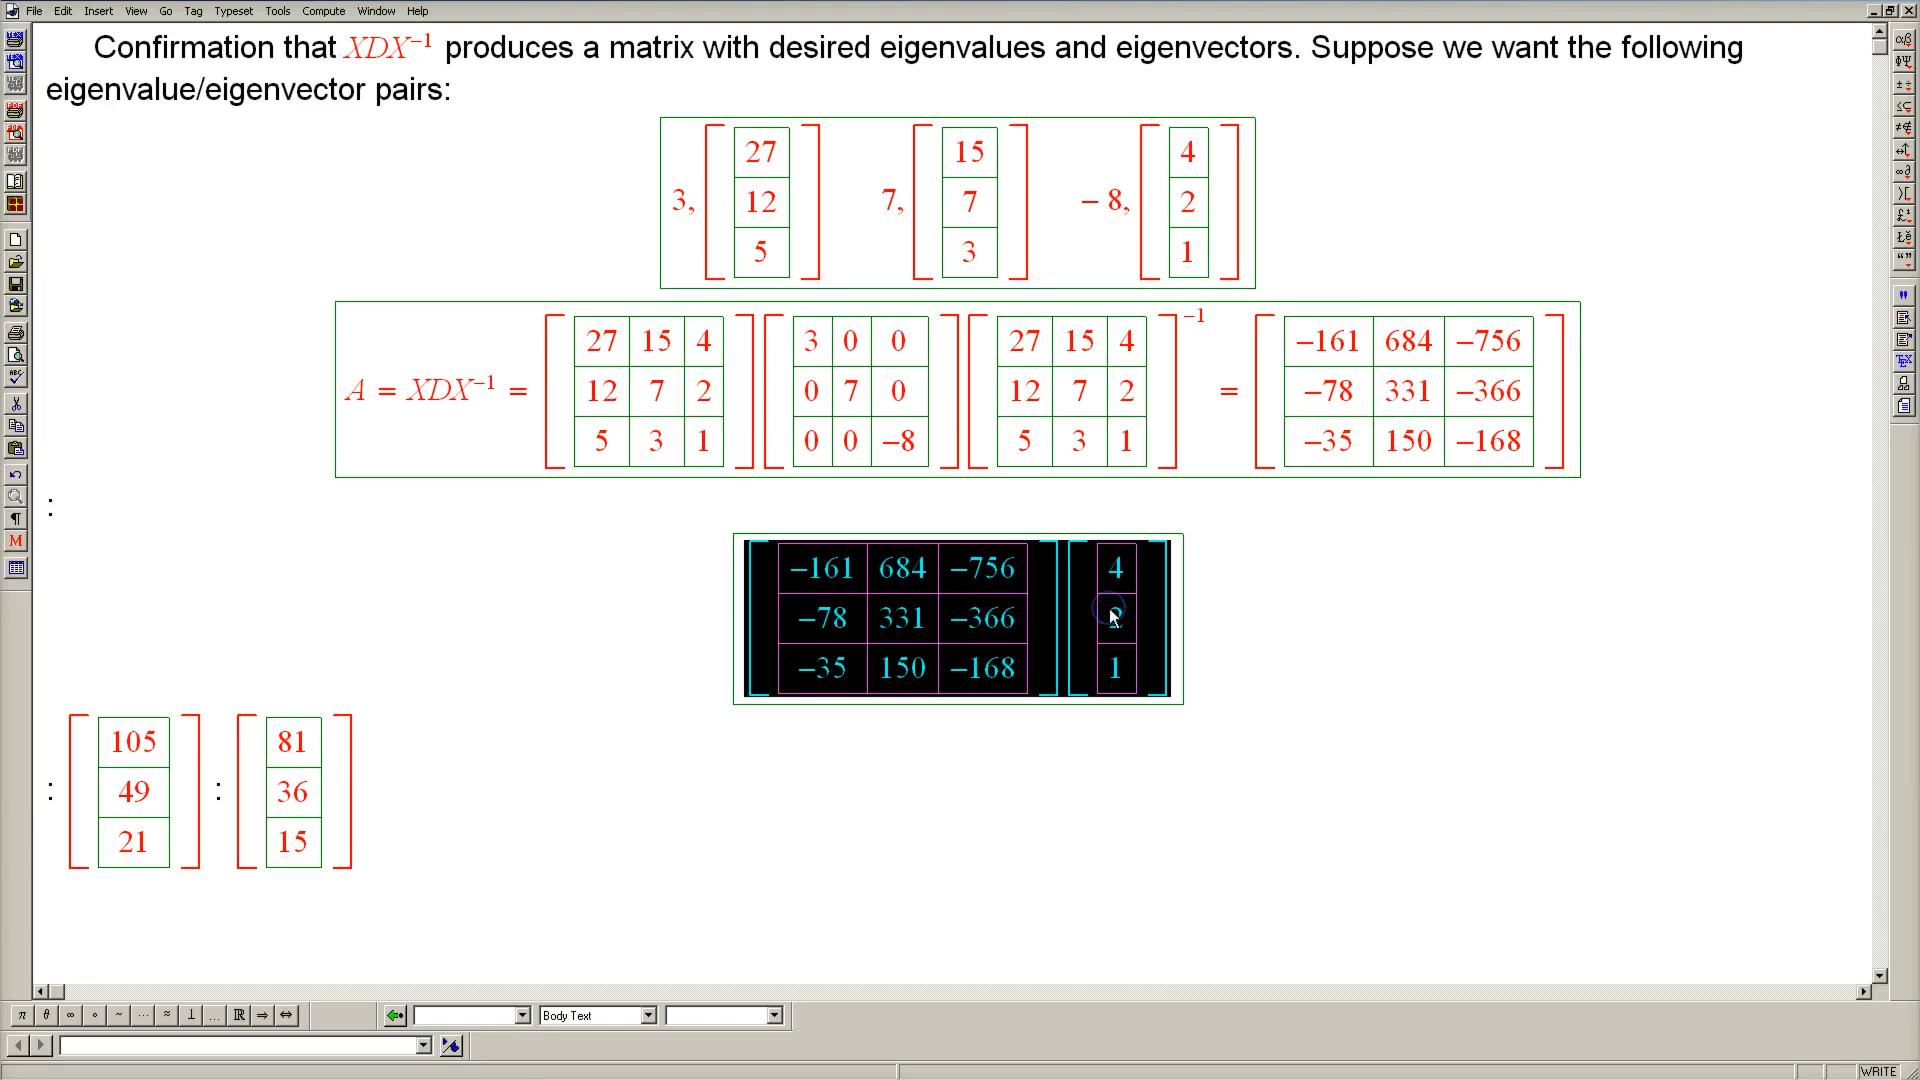 File Edit Insert View Go Tag Typeset Tools Compute Window Help
Confirmation that XDX⁻¹ produces a matrix with desired eigenvalues and eigenvectors. Suppose we want the following
eigenvalue/eigenvector pairs:
27 15 4
3, 12 7, 7 − 8, 2
5 3 1
27 15 4 3 0 0 27 15 4 −1 −161 684 −756
A = XDX⁻¹ = 12 7 2 0 7 0 12 7 2 = −78 331 −366
5 3 1 0 0 −8 5 3 1 −35 150 −168
:
−161 684 −756 4
−78 331 −366 2
−35 150 −168 1
105 81
: 49 : 36
21 15
Body Text
WRITE